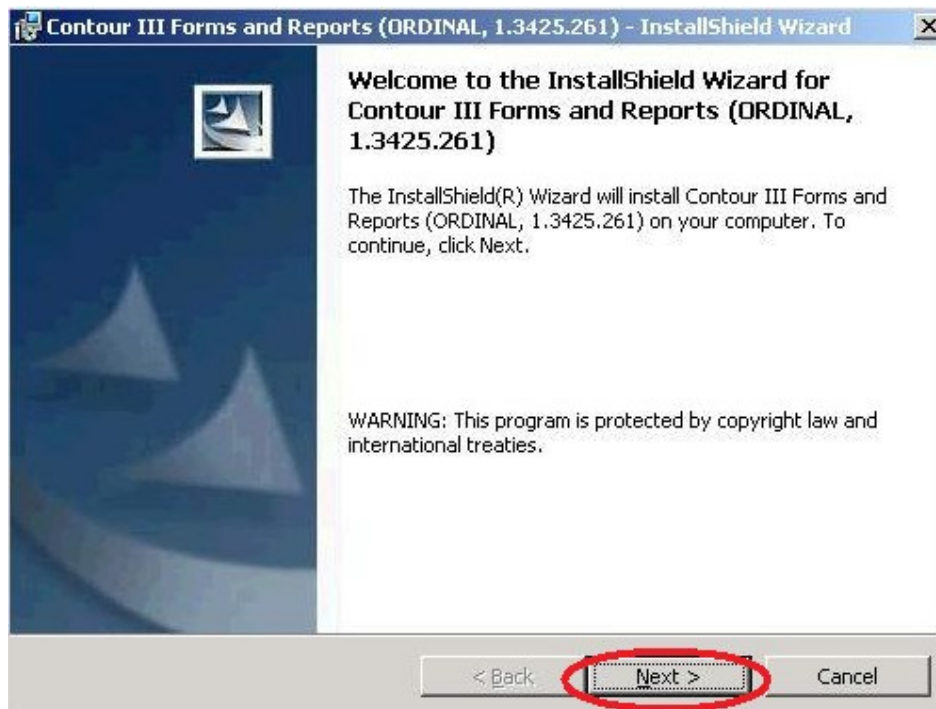 Contour III Forms and Reports (ORDINAL, 1.3425.261) - InstallShield Wizard
Welcome to the InstallShield Wizard for
Contour III Forms and Reports (ORDINAL,
1.3425.261)
The InstallShield(R) Wizard will install Contour III Forms and
Reports (ORDINAL, 1.3425.261) on your computer. To
continue, click Next.
WARNING: This program is protected by copyright law and
international treaties.
< Back Next > Cancel